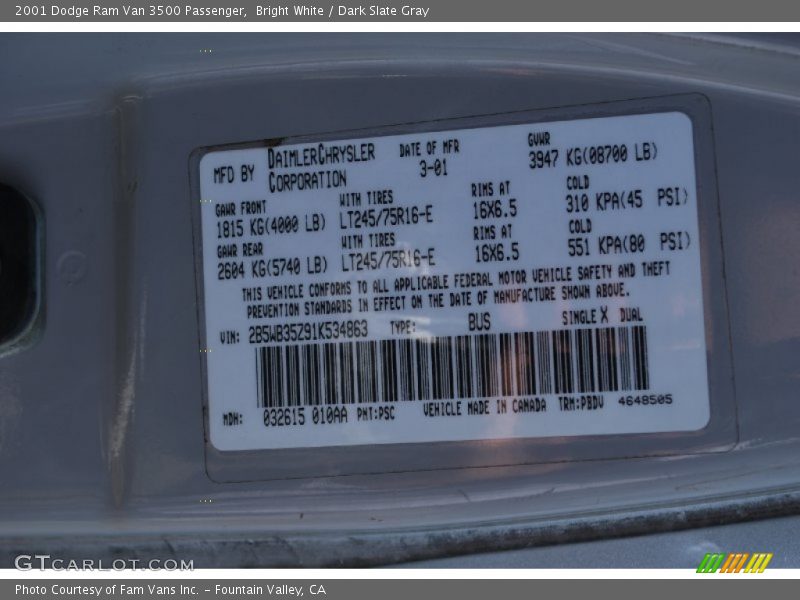 2001 Dodge Ram Van 3500 Passenger,  Bright White / Dark Slate Gray
MFD BY DAIMLERCHRYSLER CORPORATION DATE OF MFR 3-01 GVWR 3947 KG(08700 LB)
GAWR FRONT WITH TIRES RIMS AT COLD
1815 KG(4000 LB) LT245/75R16-E 16X6.5 310 KPA(45 PSI)
GAWR REAR WITH TIRES RIMS AT COLD
2604 KG(5740 LB) LT245/75R16-E 16X6.5 551 KPA(80 PSI)
THIS VEHICLE CONFORMS TO ALL APPLICABLE FEDERAL MOTOR VEHICLE SAFETY AND THEFT
PREVENTION STANDARDS IN EFFECT ON THE DATE OF MANUFACTURE SHOWN ABOVE.
VIN: 2B5WB35Z91K534863 TYPE: BUS SINGLE X DUAL
MDH: 032615 010AA PNT:PSC VEHICLE MADE IN CANADA TRM:PBDV 4648505
GTCARLOT.COM
Photo Courtesy of Fam Vans Inc. - Fountain Valley, CA